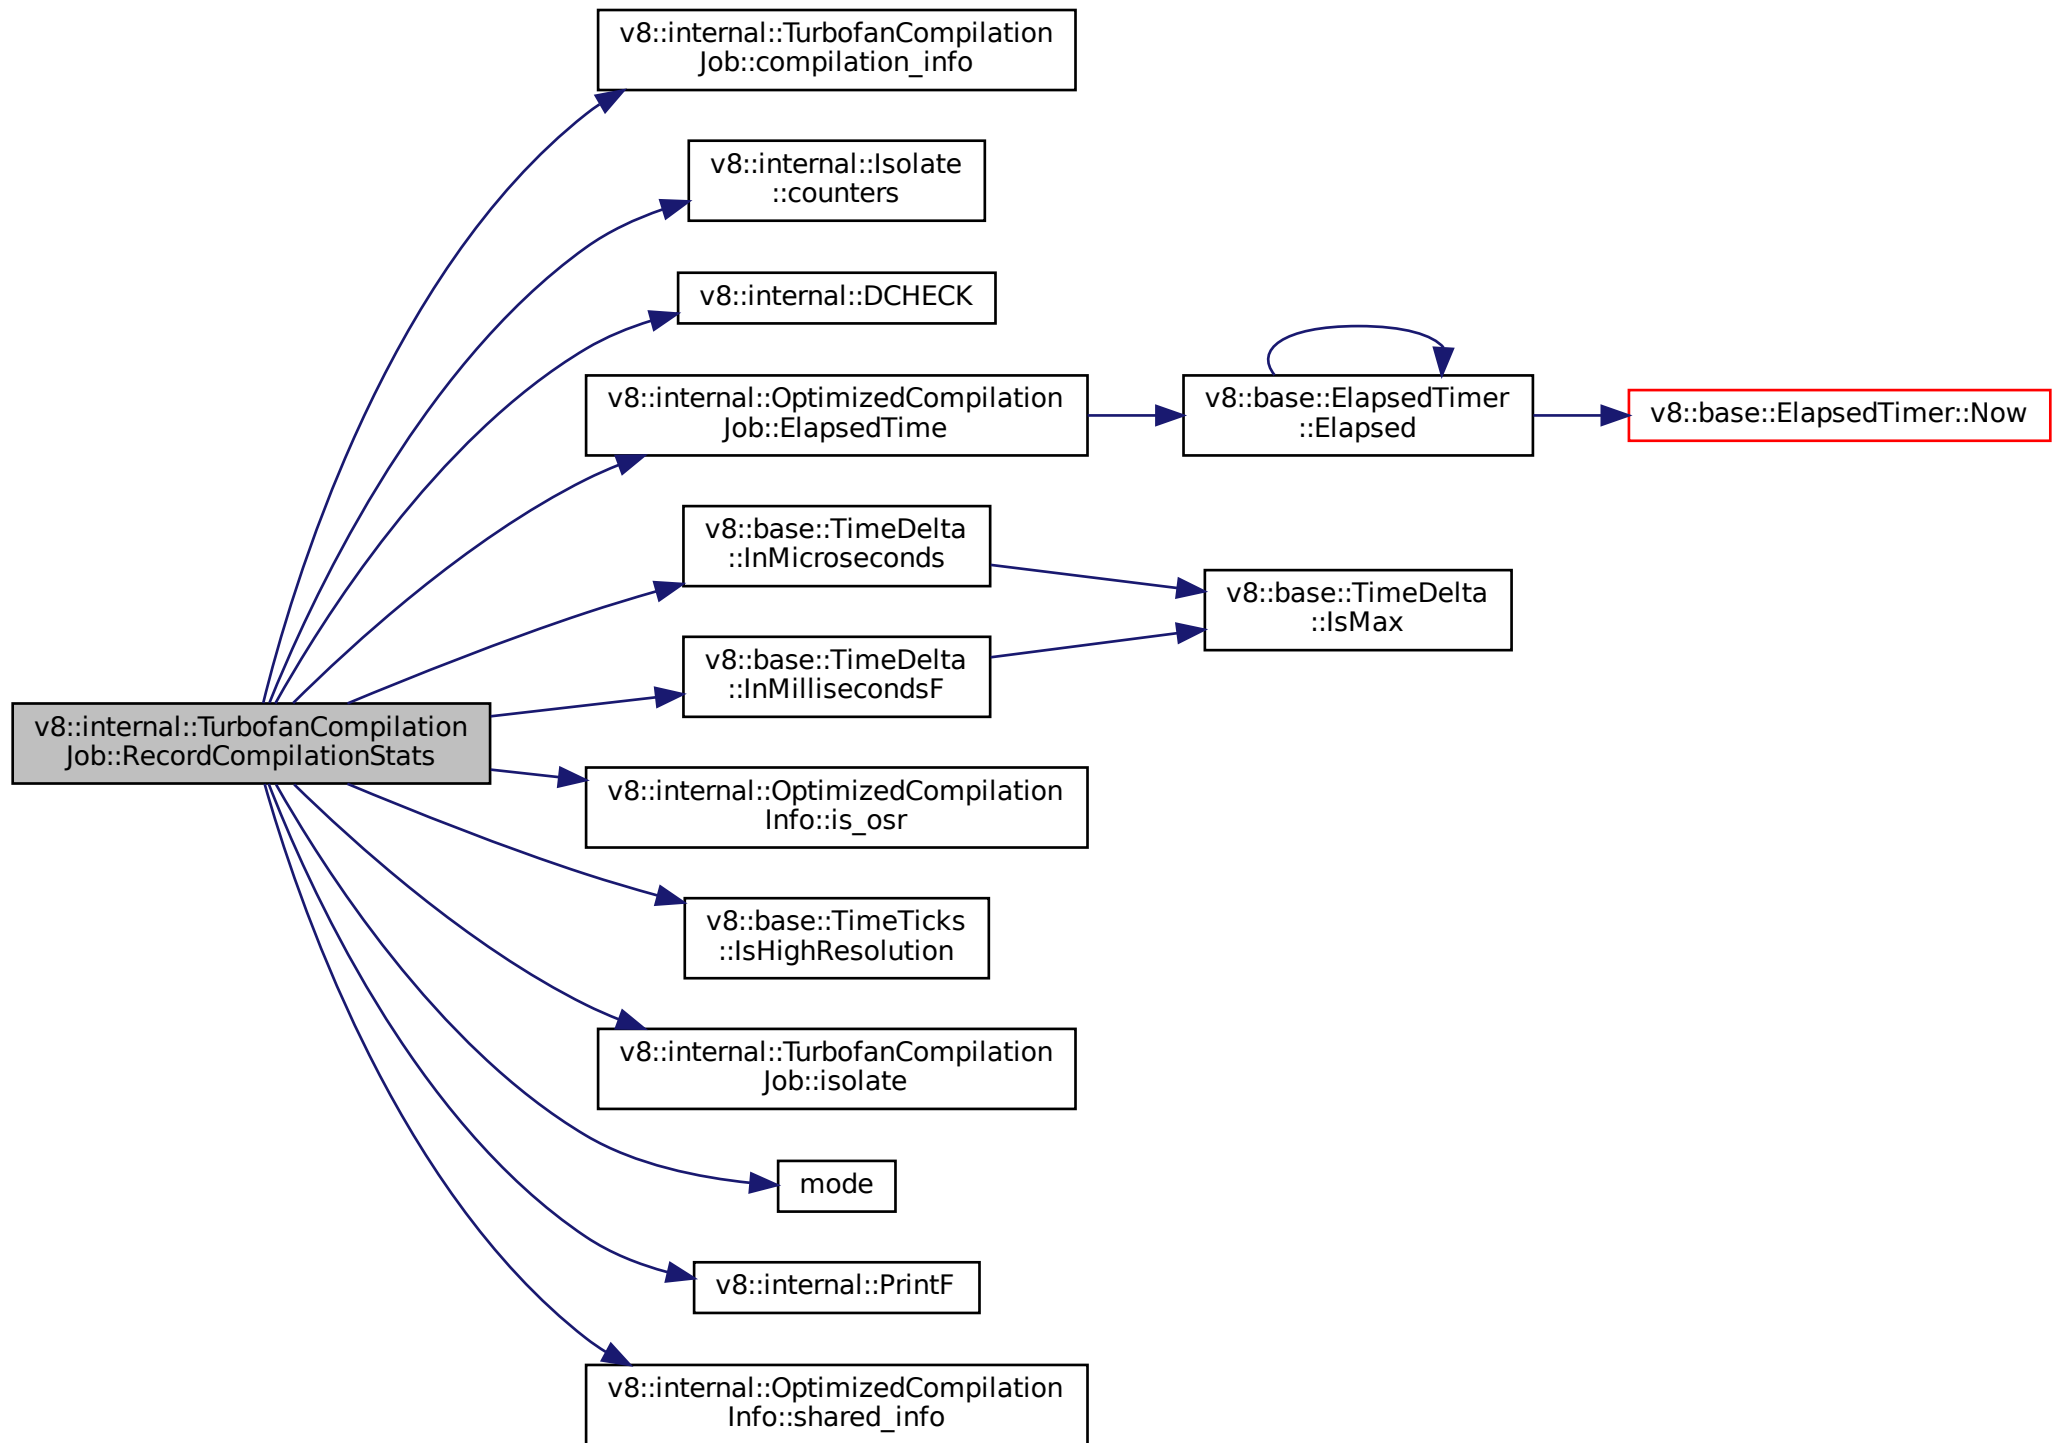 v8::internal::TurbofanCompilation
Job::compilation_info
v8::internal::Isolate
::counters
v8::internal::DCHECK
v8::internal::OptimizedCompilation
Job::ElapsedTime
v8::base::ElapsedTimer
::Elapsed
v8::base::ElapsedTimer::Now
v8::base::TimeDelta
::InMicroseconds
v8::base::TimeDelta
::IsMax
v8::base::TimeDelta
::InMillisecondsF
v8::internal::TurbofanCompilation
Job::RecordCompilationStats
v8::internal::OptimizedCompilation
Info::is_osr
v8::base::TimeTicks
::IsHighResolution
v8::internal::TurbofanCompilation
Job::isolate
mode
v8::internal::PrintF
v8::internal::OptimizedCompilation
Info::shared_info